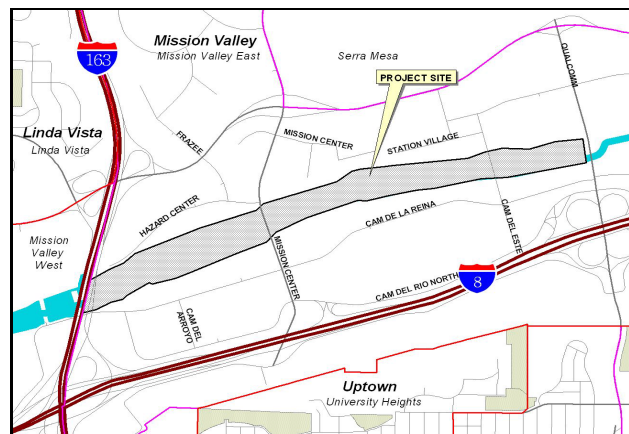 Mission Valley
Mission Valley East
Serra Mesa
163
QUALCOMM
PROJECT SITE
Linda Vista
Linda Vista
FRAZEE
MISSION CENTER
STATION VILLAGE
HAZARD CENTER
CAM DE LA REINA
Mission
Valley
West
MISSION CENTER
CAM DEL ESTE
CAM DEL RIO NORTH
8
CAM DEL
ARROYO
Uptown
University Heights